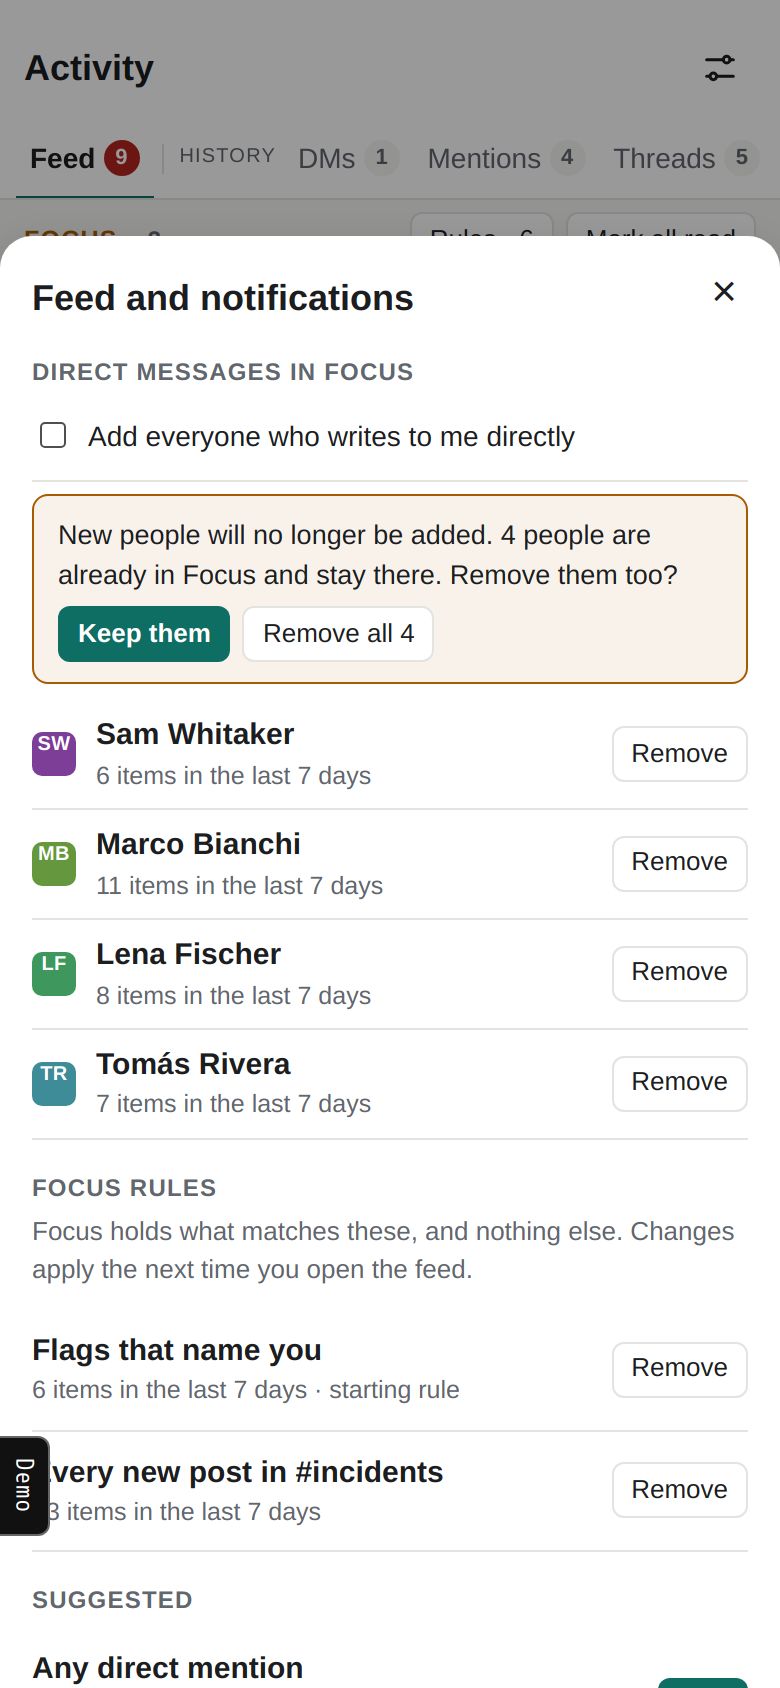 Activity
Feed 9 HISTORY DMs 1 Mentions 4 Threads 5
Feed and notifications
DIRECT MESSAGES IN FOCUS
Add everyone who writes to me directly
New people will no longer be added. 4 people are
already in Focus and stay there. Remove them too?
Keep them Remove all 4
SW Sam Whitaker
6 items in the last 7 days
Remove
MB Marco Bianchi
11 items in the last 7 days
Remove
LF Lena Fischer
8 items in the last 7 days
Remove
TR Tomás Rivera
7 items in the last 7 days
Remove
FOCUS RULES
Focus holds what matches these, and nothing else. Changes
apply the next time you open the feed.
Flags that name you
6 items in the last 7 days · starting rule
Remove
Demo
Every new post in #incidents
3 items in the last 7 days
Remove
SUGGESTED
Any direct mention